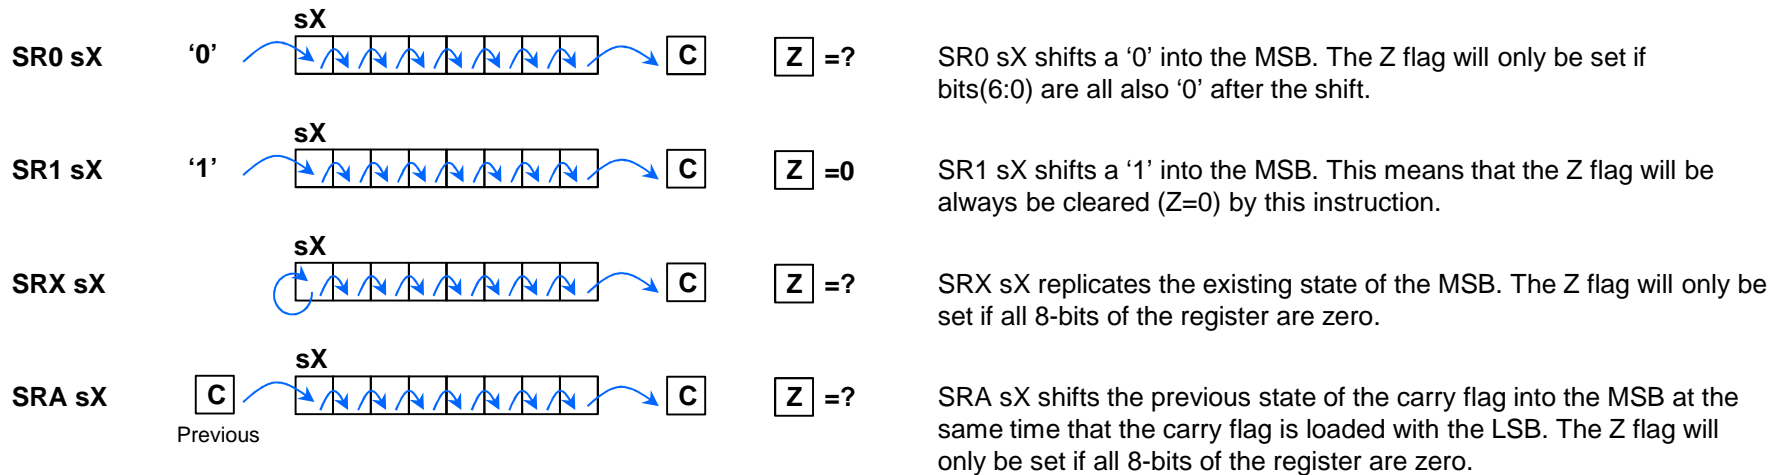 sX
SR0 sX ‘0’ C Z =? SR0 sX shifts a ‘0’ into the MSB. The Z flag will only be set if
bits(6:0) are all also ‘0’ after the shift.
sX
SR1 sX ‘1’ C Z =0 SR1 sX shifts a ‘1’ into the MSB. This means that the Z flag will be
always be cleared (Z=0) by this instruction.
sX
SRX sX C Z =? SRX sX replicates the existing state of the MSB. The Z flag will only be
set if all 8-bits of the register are zero.
sX
SRA sX C C Z =? SRA sX shifts the previous state of the carry flag into the MSB at the
Previous same time that the carry flag is loaded with the LSB. The Z flag will
only be set if all 8-bits of the register are zero.